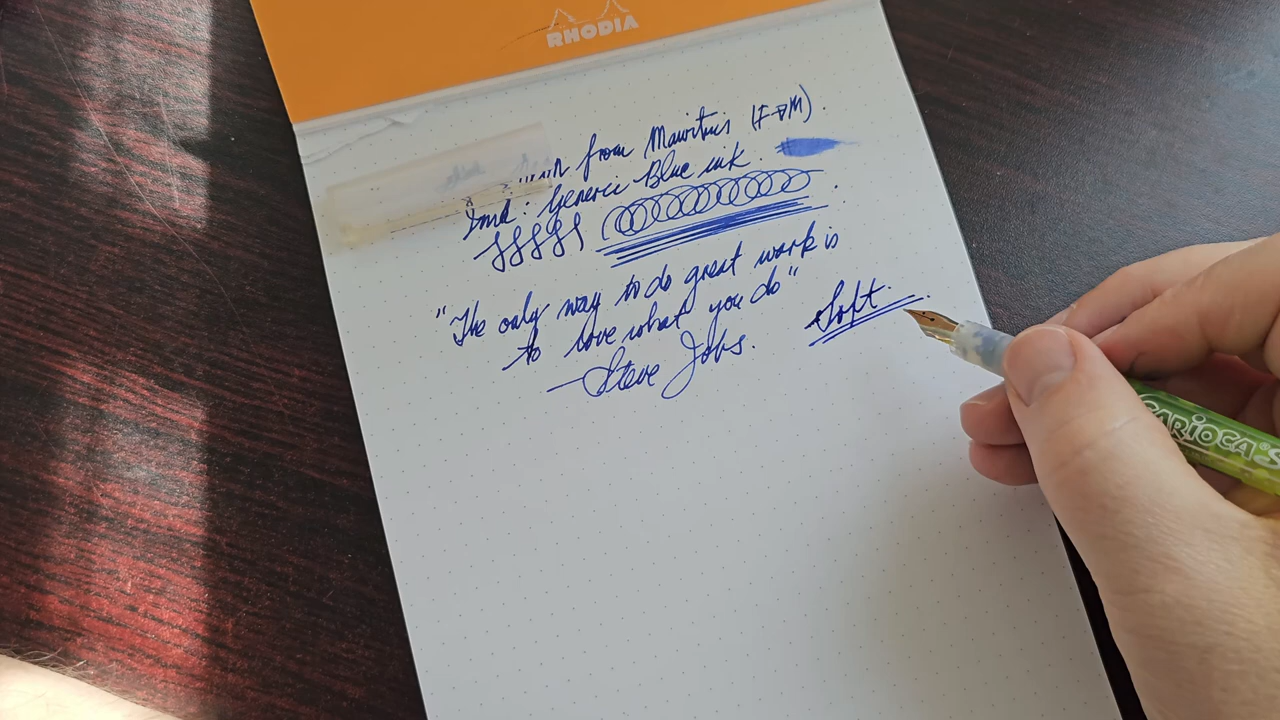 RHODIA
from Mauritius (F→M).
Ink: Generic Blue ink.
"The only way to do great work is
to love what you do"
— Steve Jobs.
Soft.
CARIOCA'S